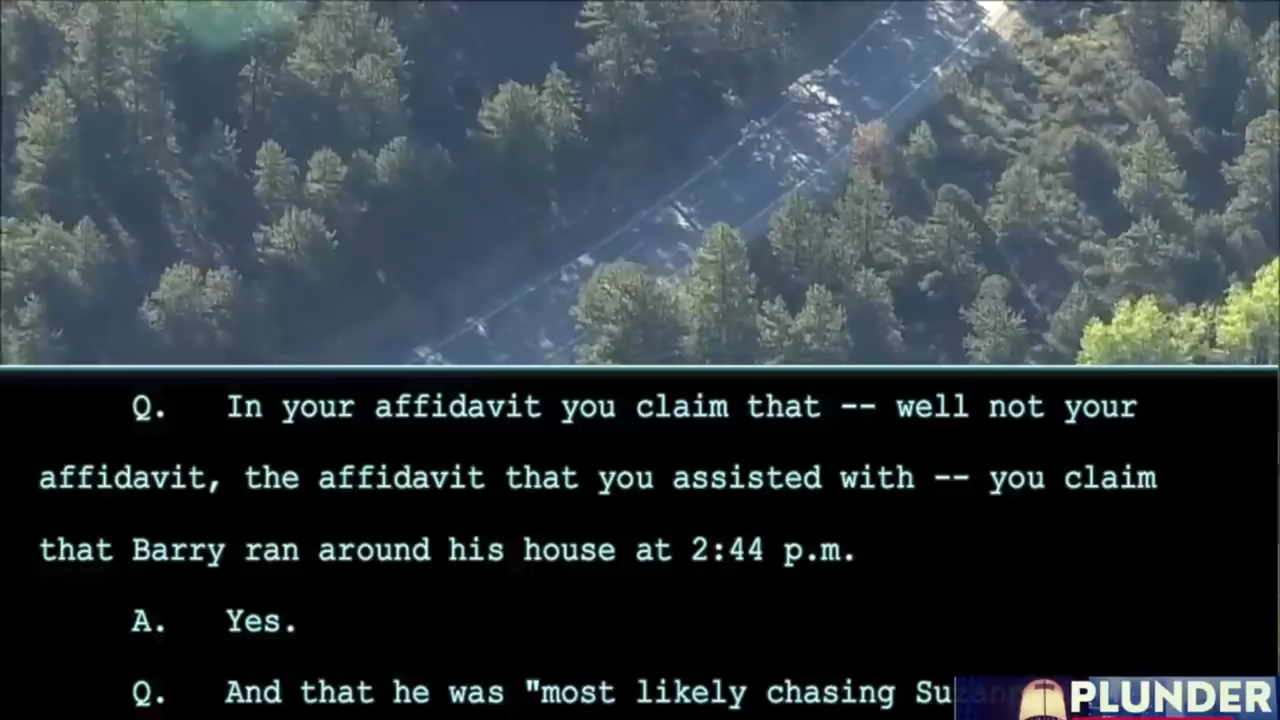 Q. In your affidavit you claim that -- well not your
affidavit, the affidavit that you assisted with -- you claim
that Barry ran around his house at 2:44 p.m.
A. Yes.
Q. And that he was "most likely chasing
PLUNDER